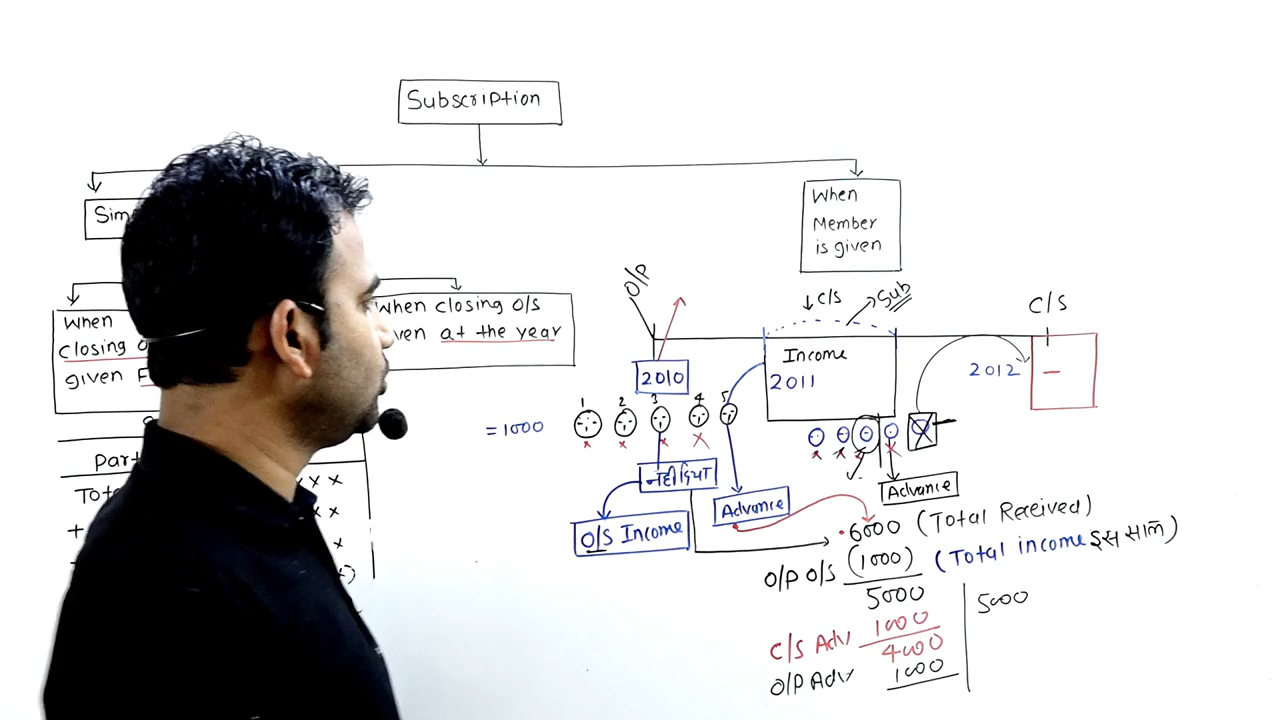 Subscription
Sim
When
Member
is given
When
closing
given F
when closing O/S
ven at the year
Part
Tot
x x x
x x
x
x)
O/P
↓ C/S
Sub
C/S
2010
Income
2011
2012
1 2 3 4 5
= 1000
नही दिया
O/S Income
Advance
Advance
6000 (Total Received)
O/P O/S (1000) (Total income इस साल)
5000
5000
C/S Adv 1000
4000
O/P Adv 1000